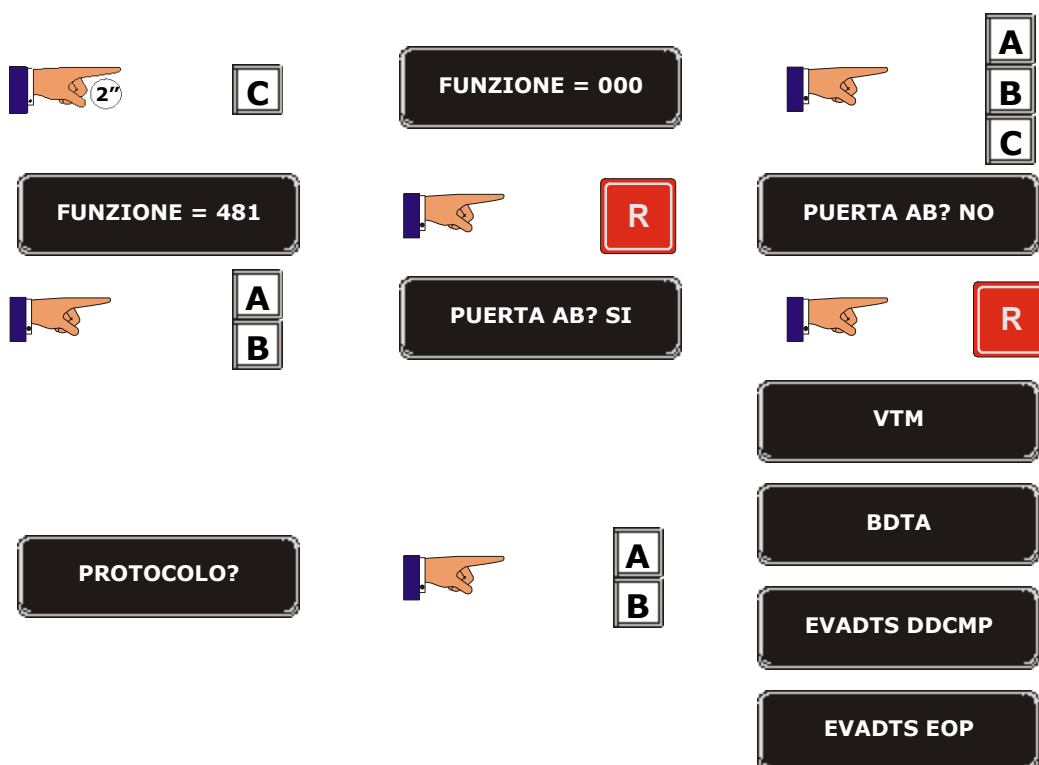 2”
C
FUNZIONE = 000
A
B
C
FUNZIONE = 481
R
PUERTA AB? NO
A
B
PUERTA AB? SI
R
VTM
BDTA
PROTOCOLO?
A
B
EVADTS DDCMP
EVADTS EOP